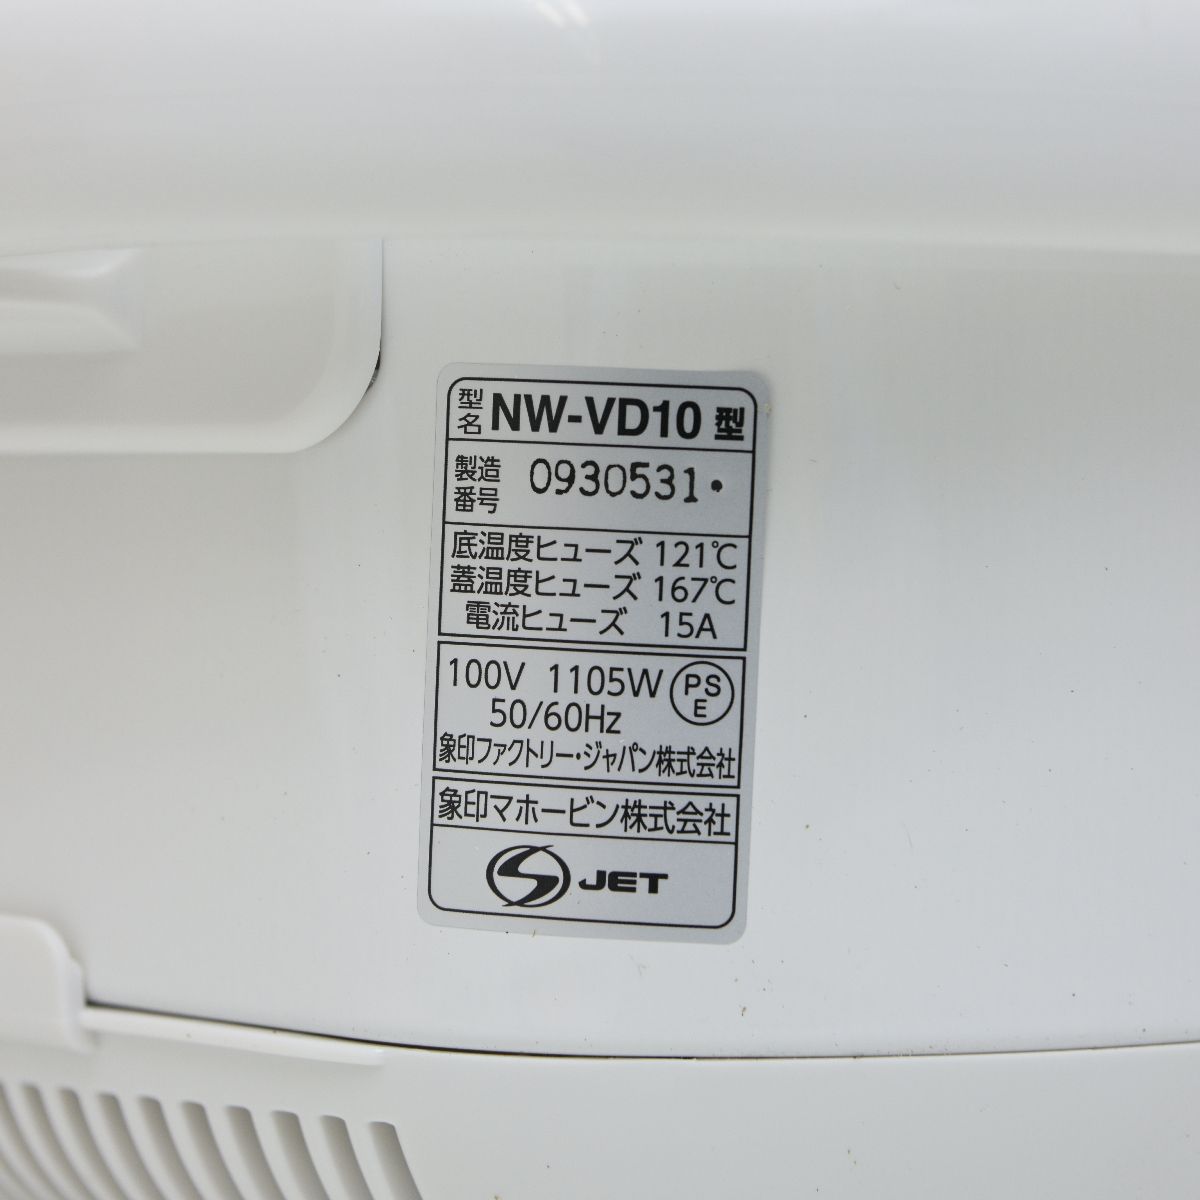 型名 NW-VD10 型
製造番号 0930531・
底温度ヒューズ 121℃
蓋温度ヒューズ 167℃
電流ヒューズ 15A
100V 1105W PSE
50/60Hz
象印ファクトリー・ジャパン株式会社
象印マホービン株式会社
S JET